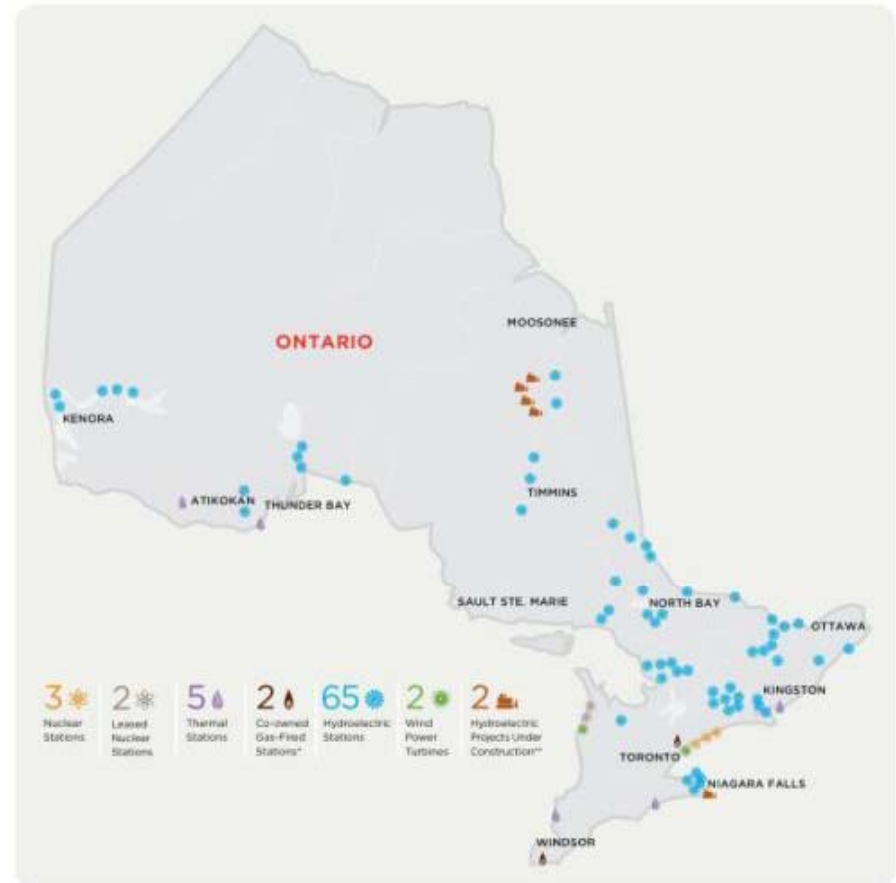 MOOSONEE
ONTARIO
KENORA
ATIKOKAN
THUNDER BAY
TIMMINS
SAULT STE. MARIE
NORTH BAY
OTTAWA
KINGSTON
TORONTO
NIAGARA FALLS
WINDSOR
3
Nuclear
Stations
2
Leased
Nuclear
Stations
5
Thermal
Stations
2
Co-owned
Gas-Fired
Stations*
65
Hydroelectric
Stations
2
Wind
Power
Turbines
2
Hydroelectric
Projects Under
Construction**